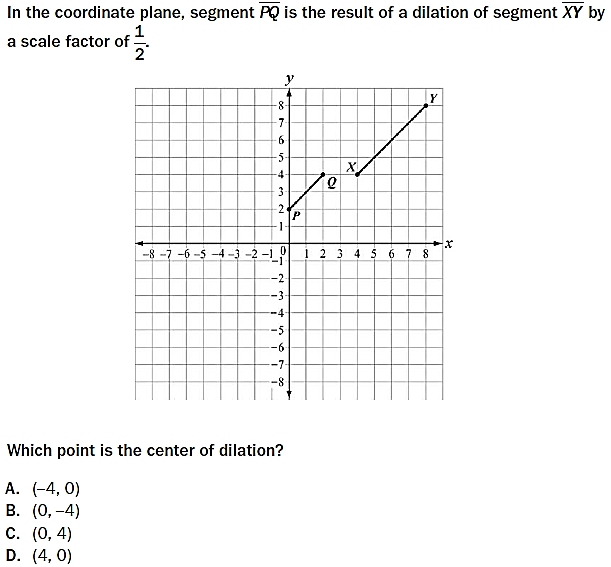 In the coordinate plane, segment PQ is the result of a dilation of segment XY by
a scale factor of 1/2.
y
8
Y
7
6
5
X
4
Q
3
2
P
1
x
-8 -7 -6 -5 -4 -3 -2 -1 0 1 2 3 4 5 6 7 8
-1
-2
-3
-4
-5
-6
-7
-8
Which point is the center of dilation?
A. (-4, 0)
B. (0, -4)
C. (0, 4)
D. (4, 0)